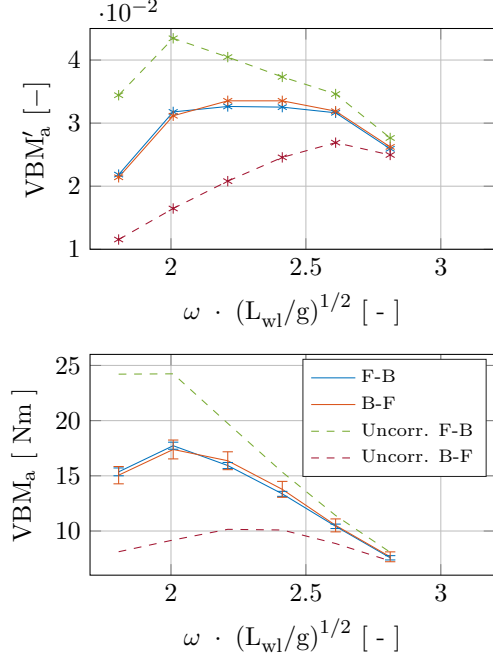 ·10⁻²
4
3
2
1
VBM′ₐ [−]
2
2.5
3
ω · (L_wl/g)^1/2 [ - ]
25
20
15
10
VBMₐ [ Nm ]
F-B
B-F
Uncorr. F-B
Uncorr. B-F
2
2.5
3
ω · (L_wl/g)^1/2 [ - ]